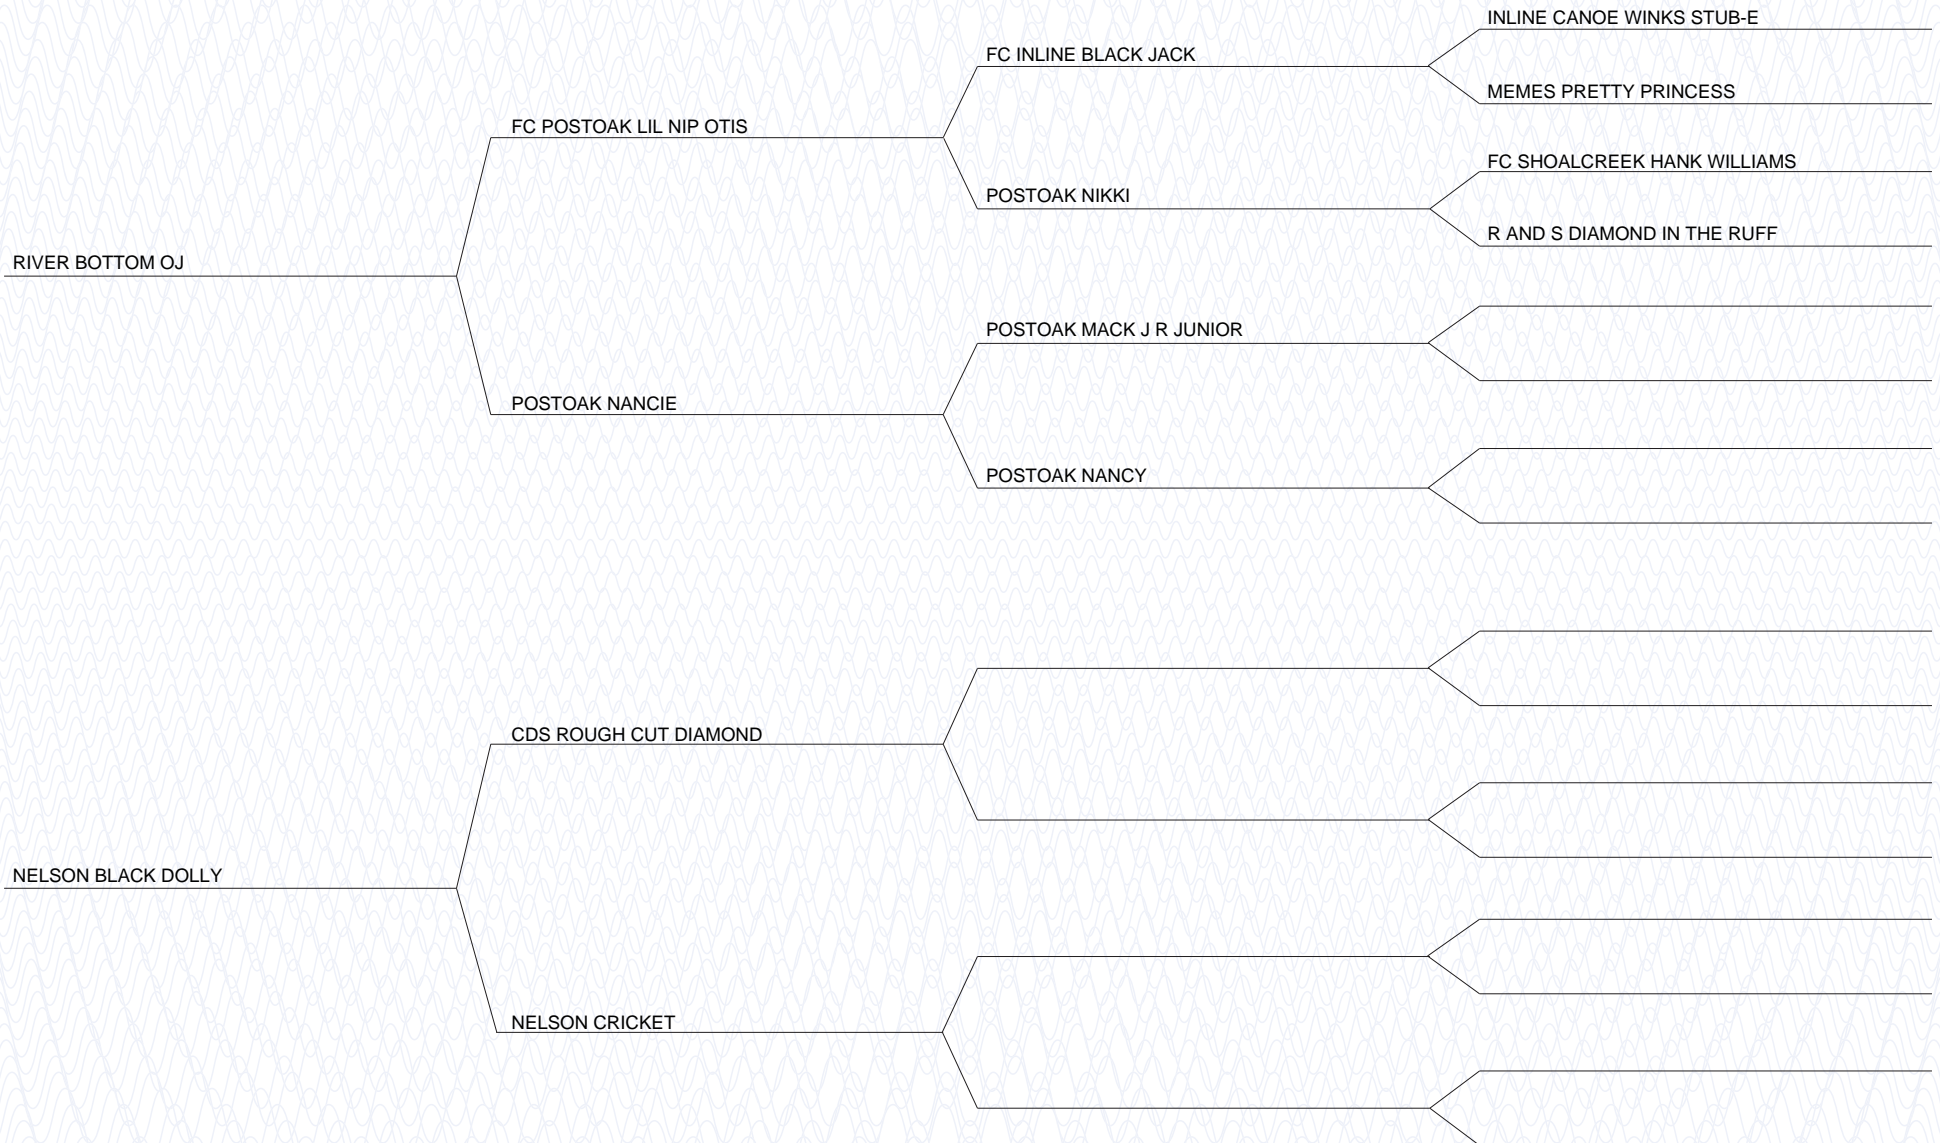 INLINE CANOE WINKS STUB-E
FC INLINE BLACK JACK
MEMES PRETTY PRINCESS
FC POSTOAK LIL NIP OTIS
FC SHOALCREEK HANK WILLIAMS
POSTOAK NIKKI
R AND S DIAMOND IN THE RUFF
RIVER BOTTOM OJ
POSTOAK MACK J R JUNIOR
POSTOAK NANCIE
POSTOAK NANCY
CDS ROUGH CUT DIAMOND
NELSON BLACK DOLLY
NELSON CRICKET